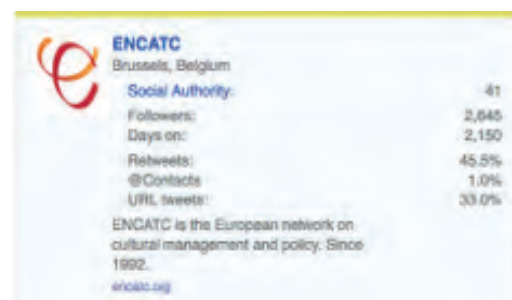 ENCATC
Brussels, Belgium
Social Authority: 41
Followers: 2,645
Days on: 2,150
Retweets: 45.5%
@Contacts 1.0%
URL tweets: 33.0%
ENCATC is the European network on
cultural management and policy. Since
1992.
encatc.org